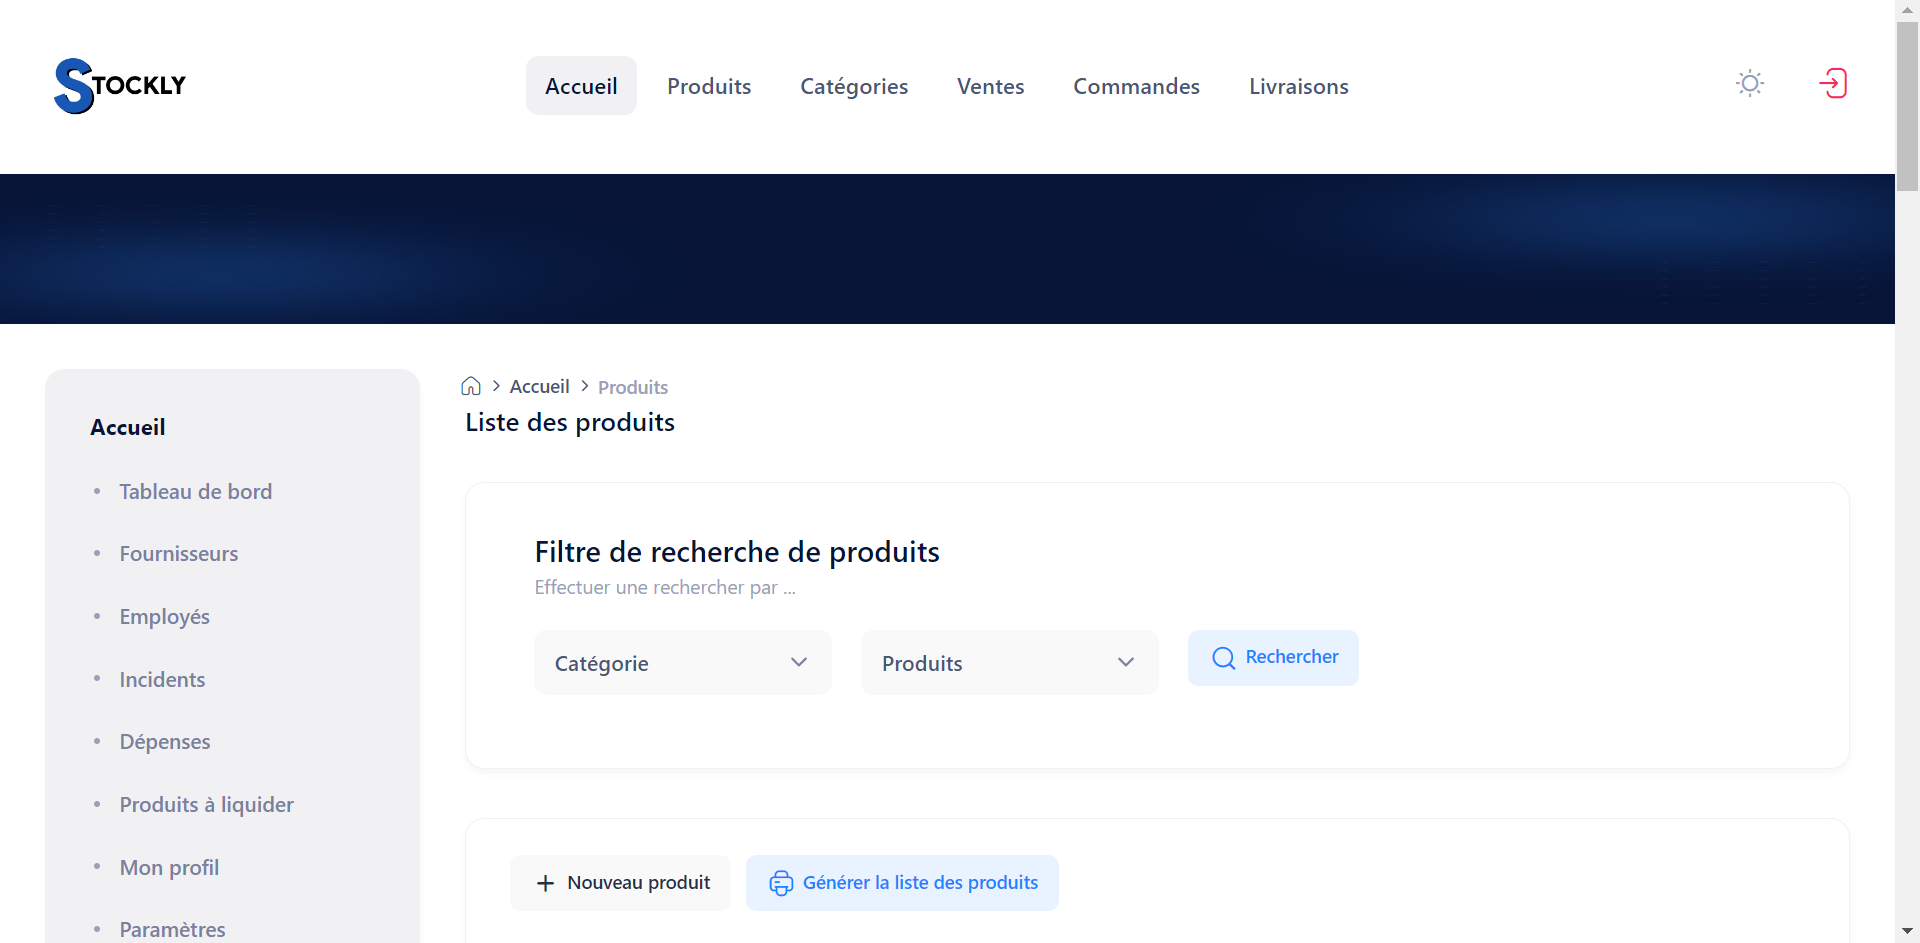 STOCKLY
Accueil Produits Catégories Ventes Commandes Livraisons
Accueil
Tableau de bord
Fournisseurs
Employés
Incidents
Dépenses
Produits à liquider
Mon profil
Paramètres
Accueil Produits
Liste des produits
Filtre de recherche de produits
Effectuer une rechercher par ...
Catégorie Produits Rechercher
Nouveau produit Générer la liste des produits